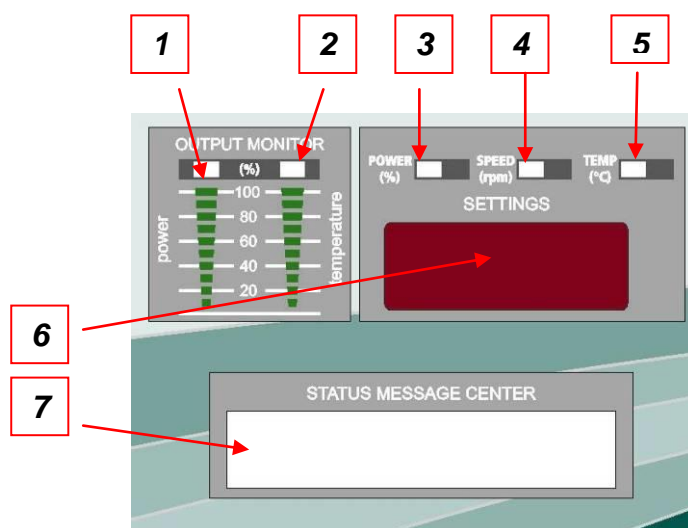 1 2 3 4 5
OUTPUT MONITOR
(%)
100
80
60
40
20
power
temperature
POWER
(%)
SPEED
(rpm)
TEMP
(°C)
SETTINGS
6
7
STATUS MESSAGE CENTER